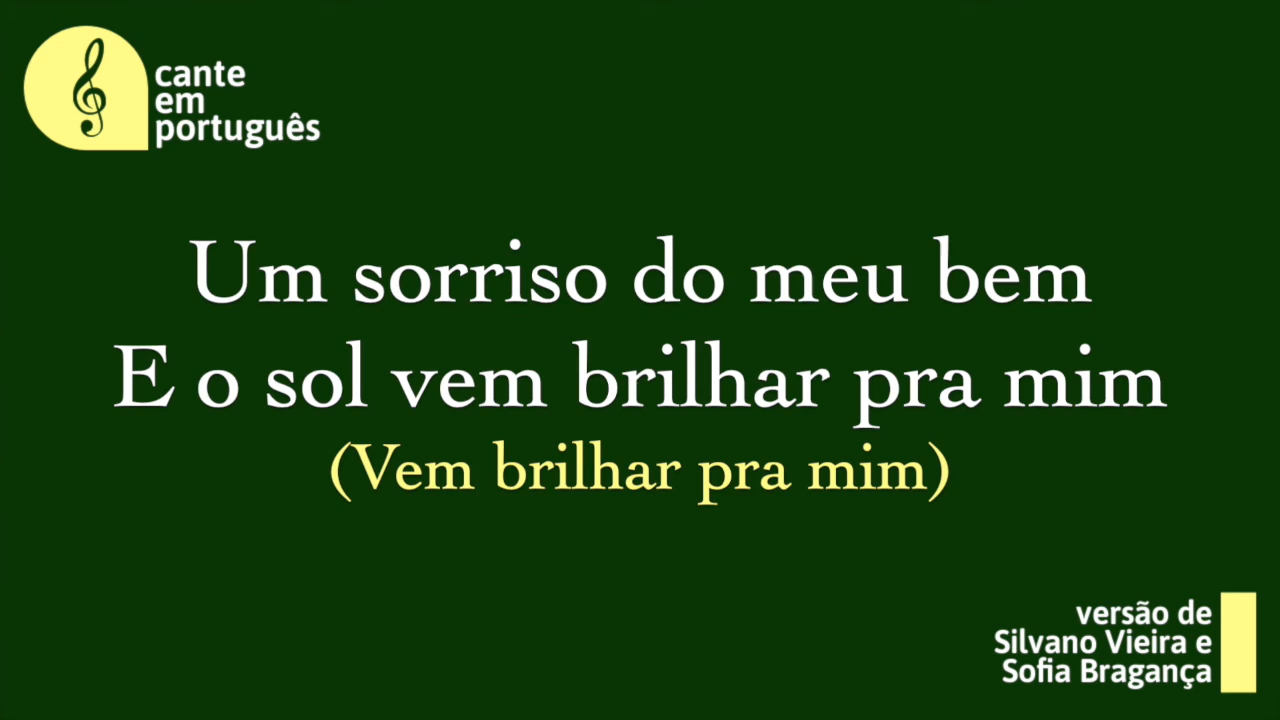 cante
em
português
Um sorriso do meu bem
E o sol vem brilhar pra mim
(Vem brilhar pra mim)
versão de
Silvano Vieira e
Sofia Bragança